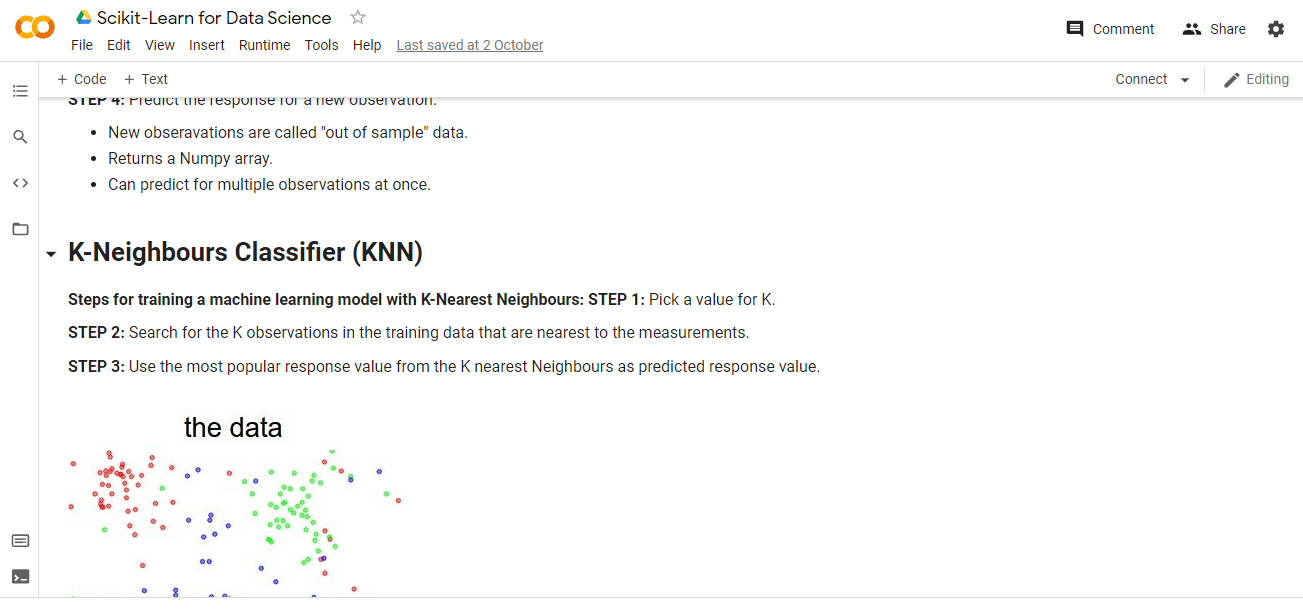 Scikit-Learn for Data Science
File Edit View Insert Runtime Tools Help Last saved at 2 October
Comment Share
+ Code + Text
Connect Editing
STEP 4: Predict the response for a new observation.
• New obseravations are called "out of sample" data.
• Returns a Numpy array.
• Can predict for multiple observations at once.
K-Neighbours Classifier (KNN)
Steps for training a machine learning model with K-Nearest Neighbours: STEP 1: Pick a value for K.
STEP 2: Search for the K observations in the training data that are nearest to the measurements.
STEP 3: Use the most popular response value from the K nearest Neighbours as predicted response value.
the data